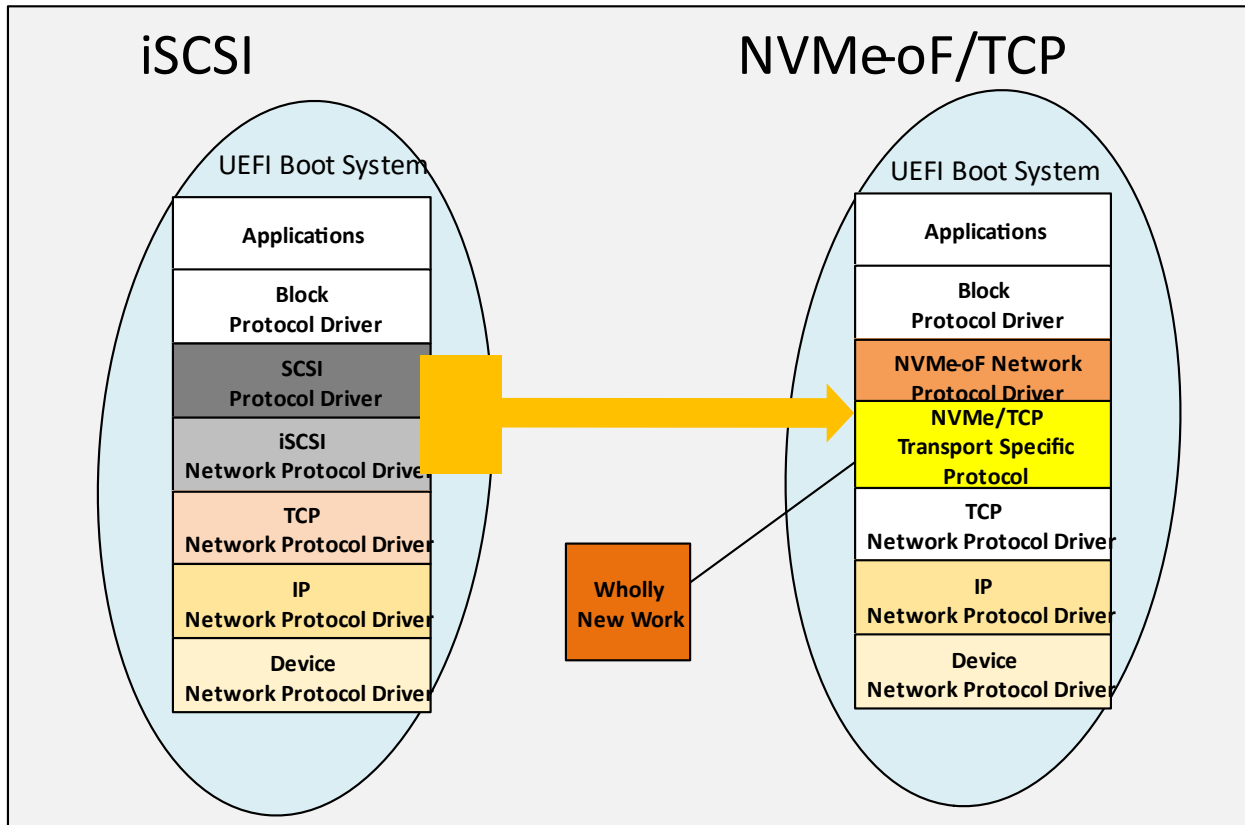 iSCSI
NVMe-oF/TCP
UEFI Boot System
Applications
Block
Protocol Driver
SCSI
Protocol Driver
iSCSI
Network Protocol Driver
TCP
Network Protocol Driver
IP
Network Protocol Driver
Device
Network Protocol Driver
Wholly
New Work
UEFI Boot System
Applications
Block
Protocol Driver
NVMe-oF Network
Protocol Driver
NVMe/TCP
Transport Specific
Protocol
TCP
Network Protocol Driver
IP
Network Protocol Driver
Device
Network Protocol Driver